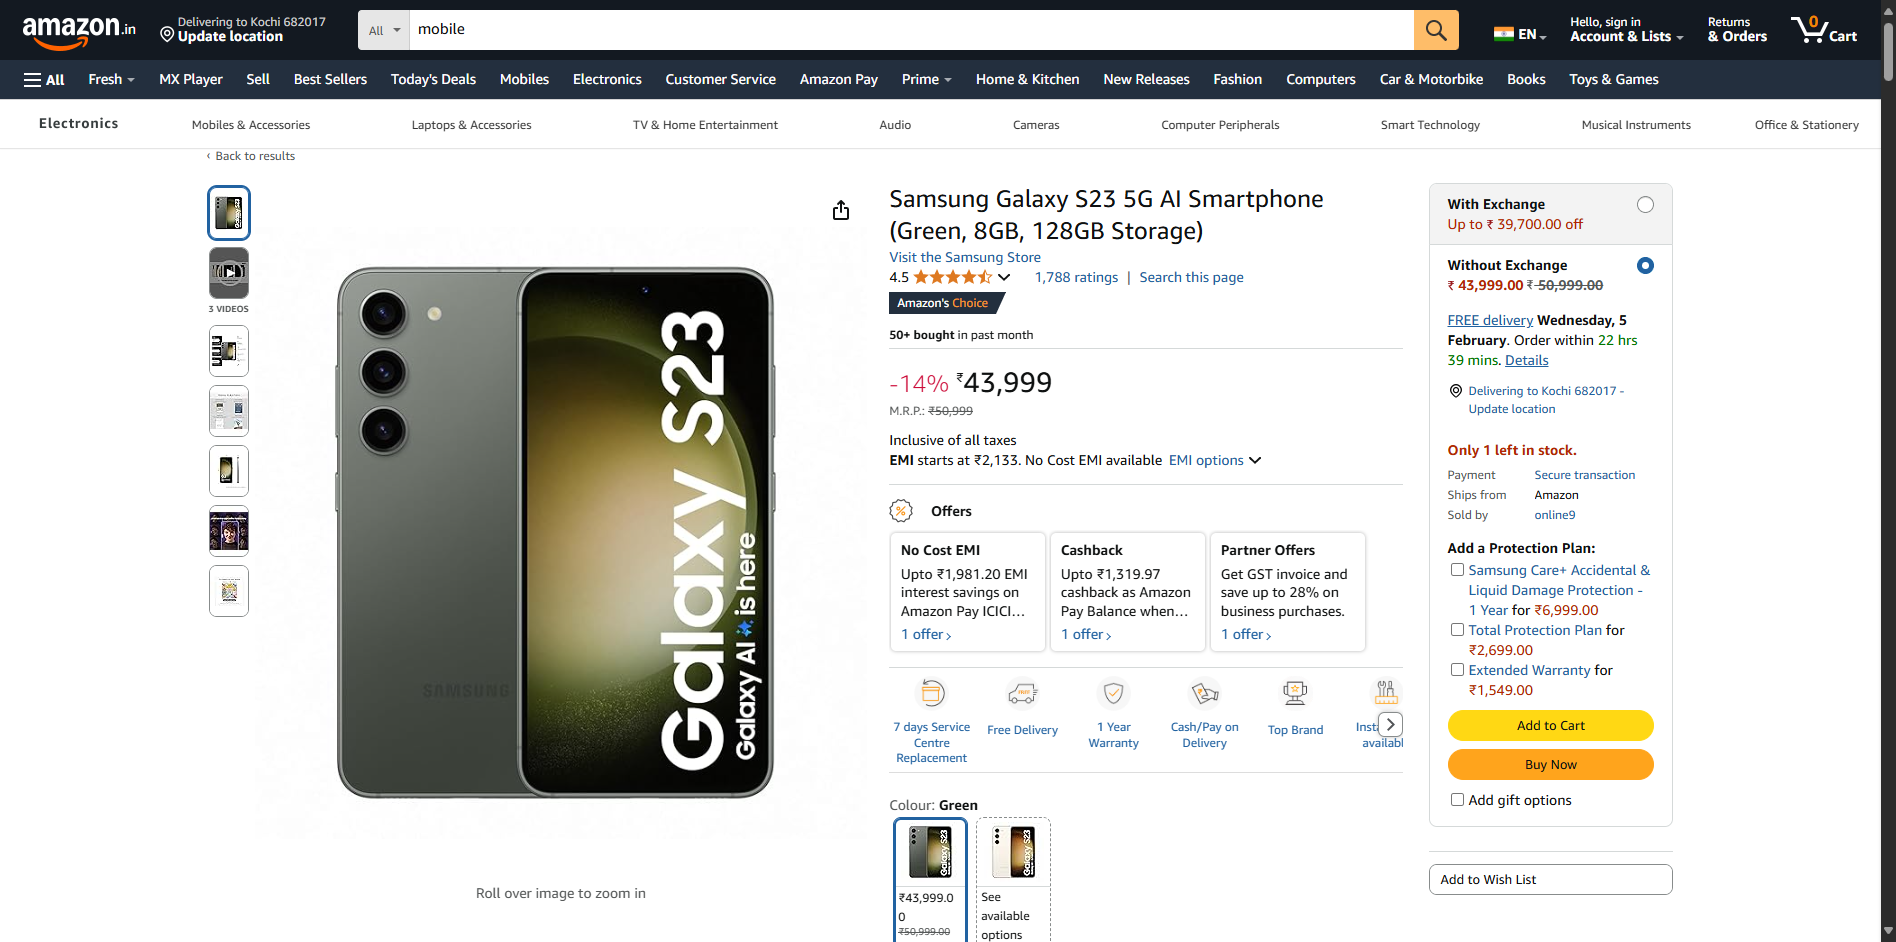 amazon.in
Delivering to Kochi 682017
Update location
All
mobile
EN
Hello, sign in
Account & Lists
Returns
& Orders
0
Cart
All
Fresh
MX Player
Sell
Best Sellers
Today's Deals
Mobiles
Electronics
Customer Service
Amazon Pay
Prime
Home & Kitchen
New Releases
Fashion
Computers
Car & Motorbike
Books
Toys & Games
Electronics
Mobiles & Accessories
Laptops & Accessories
TV & Home Entertainment
Audio
Cameras
Computer Peripherals
Smart Technology
Musical Instruments
Office & Stationery
‹ Back to results
3 VIDEOS
SAMSUNG
Galaxy S23
Galaxy AI is here
Roll over image to zoom in
Samsung Galaxy S23 5G AI Smartphone
(Green, 8GB, 128GB Storage)
Visit the Samsung Store
4.5
1,788 ratings | Search this page
Amazon's Choice
50+ bought in past month
-14% ₹43,999
M.R.P.: ₹50,999
Inclusive of all taxes
EMI starts at ₹2,133. No Cost EMI available EMI options
Offers
No Cost EMI
Upto ₹1,981.20 EMI
interest savings on
Amazon Pay ICICI…
1 offer ›
Cashback
Upto ₹1,319.97
cashback as Amazon
Pay Balance when…
1 offer ›
Partner Offers
Get GST invoice and
save up to 28% on
business purchases.
1 offer ›
7 days Service
Centre
Replacement
Free Delivery
1 Year
Warranty
Cash/Pay on
Delivery
Top Brand
Inst
availabl
Colour: Green
Galaxy S23
₹43,999.0
0
₹50,999.00
Galaxy S23
See
available
options
With Exchange
Up to ₹ 39,700.00 off
Without Exchange
₹ 43,999.00 ₹ 50,999.00
FREE delivery Wednesday, 5
February. Order within 22 hrs
39 mins. Details
Delivering to Kochi 682017 -
Update location
Only 1 left in stock.
Payment Secure transaction
Ships from Amazon
Sold by online9
Add a Protection Plan:
Samsung Care+ Accidental &
Liquid Damage Protection -
1 Year for ₹6,999.00
Total Protection Plan for
₹2,699.00
Extended Warranty for
₹1,549.00
Add to Cart
Buy Now
Add gift options
Add to Wish List